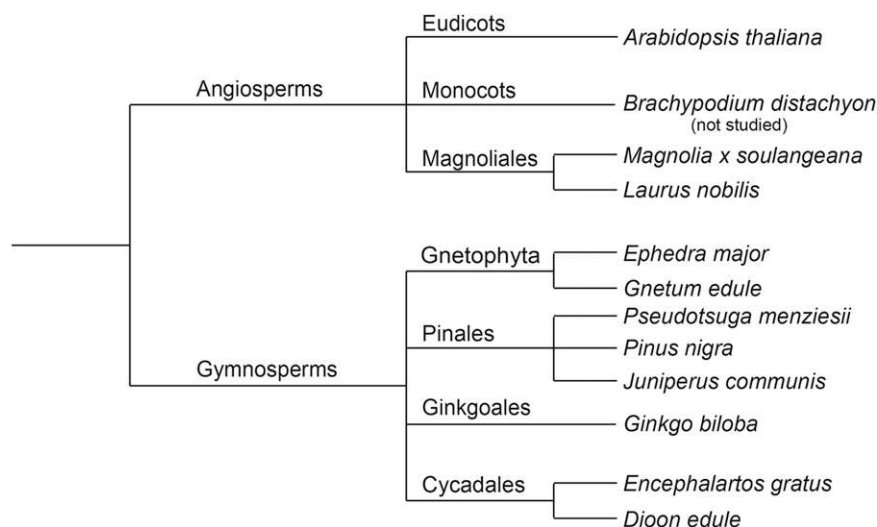 Eudicots
Arabidopsis thaliana
Angiosperms
Monocots
Brachypodium distachyon
(not studied)
Magnoliales
Magnolia x soulangeana
Laurus nobilis
Gnetophyta
Ephedra major
Gnetum edule
Pseudotsuga menziesii
Pinales
Pinus nigra
Gymnosperms
Juniperus communis
Ginkgoales
Ginkgo biloba
Cycadales
Encephalartos gratus
Dioon edule